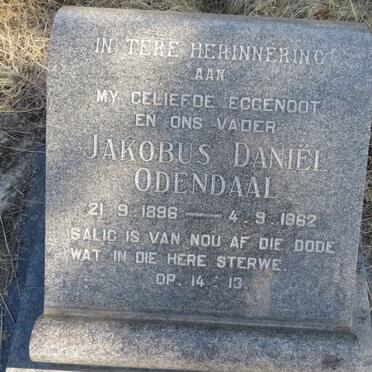 IN TERE HERINNERING
AAN
MY GELIEFDE EGGENOOT
EN ONS VADER
JAKOBUS DANIËL
ODENDAAL
21.9.1896 — 4.9.1962
SALIG IS VAN NOU AF DIE DODE
WAT IN DIE HERE STERWE
OP. 14 13